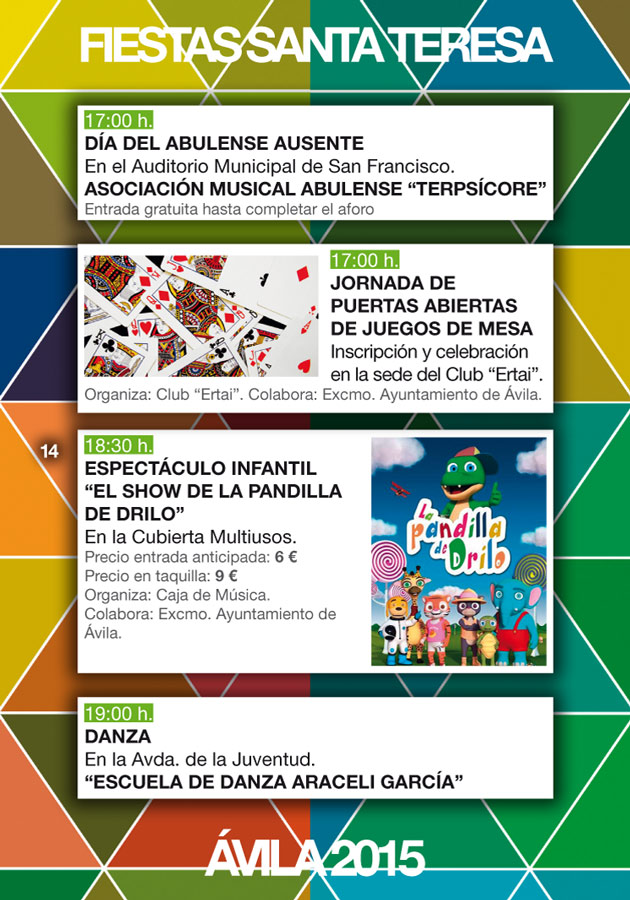 FIESTAS SANTA TERESA
17:00 h.
DÍA DEL ABULENSE AUSENTE
En el Auditorio Municipal de San Francisco.
ASOCIACIÓN MUSICAL ABULENSE “TERPSÍCORE”
Entrada gratuita hasta completar el aforo
17:00 h.
JORNADA DE
PUERTAS ABIERTAS
DE JUEGOS DE MESA
Inscripción y celebración
en la sede del Club “Ertai”.
Organiza: Club “Ertai”. Colabora: Excmo. Ayuntamiento de Ávila.
14
18:30 h.
ESPECTÁCULO INFANTIL
“EL SHOW DE LA PANDILLA
DE DRILO”
En la Cubierta Multiusos.
Precio entrada anticipada: 6 €
Precio en taquilla: 9 €
Organiza: Caja de Música.
Colabora: Excmo. Ayuntamiento de
Ávila.
La
pandilla
de Drilo
19:00 h.
DANZA
En la Avda. de la Juventud.
“ESCUELA DE DANZA ARACELI GARCÍA”
ÁVILA 2015